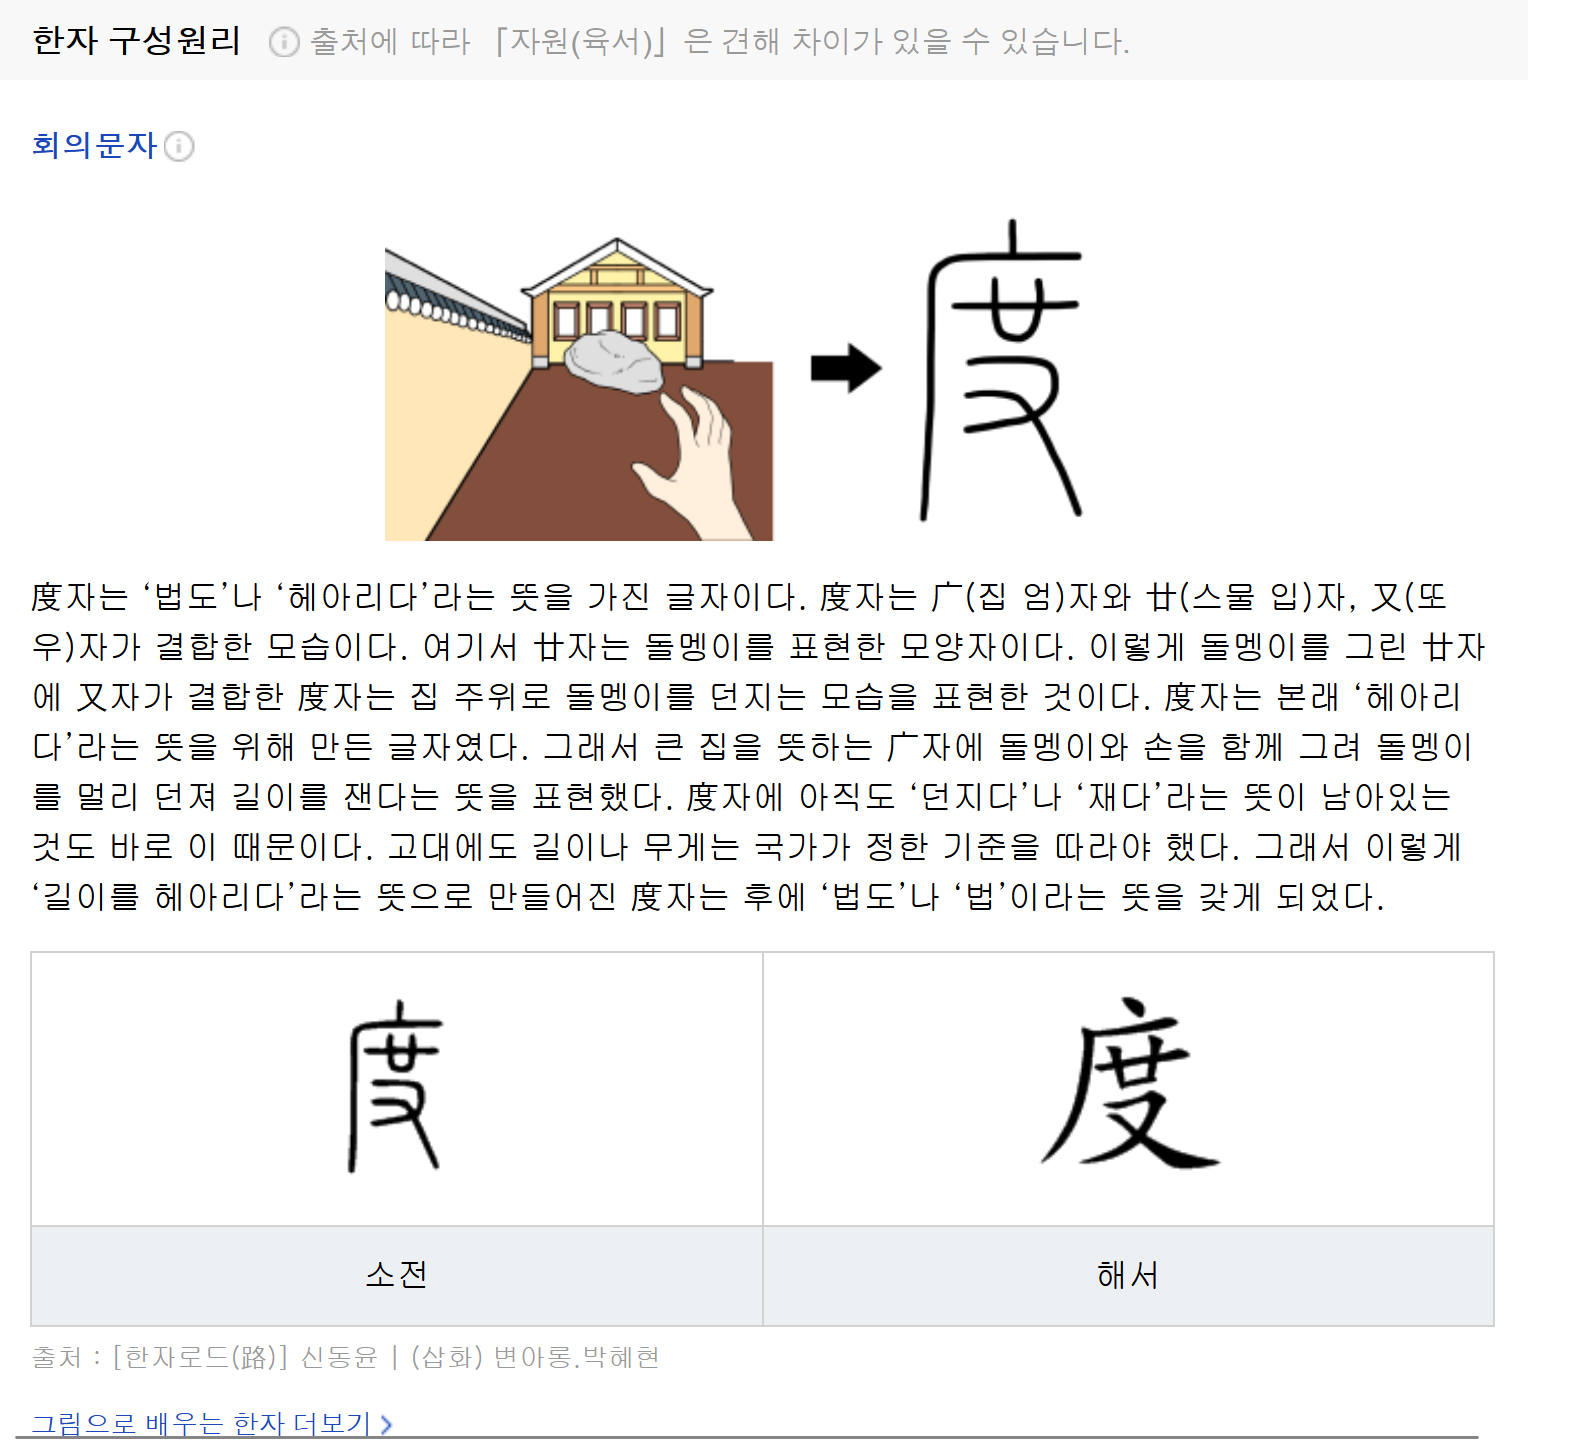 한자 구성원리 ⓘ 출처에 따라 「자원(육서)」은 견해 차이가 있을 수 있습니다.
회의문자 ⓘ
度
度자는 ‘법도’나 ‘헤아리다’라는 뜻을 가진 글자이다. 度자는 广(집 엄)자와 廿(스물 입)자, 又(또
우)자가 결합한 모습이다. 여기서 廿자는 돌멩이를 표현한 모양자이다. 이렇게 돌멩이를 그린 廿자
에 又자가 결합한 度자는 집 주위로 돌멩이를 던지는 모습을 표현한 것이다. 度자는 본래 ‘헤아리
다’라는 뜻을 위해 만든 글자였다. 그래서 큰 집을 뜻하는 广자에 돌멩이와 손을 함께 그려 돌멩이
를 멀리 던져 길이를 잰다는 뜻을 표현했다. 度자에 아직도 ‘던지다’나 ‘재다’라는 뜻이 남아있는
것도 바로 이 때문이다. 고대에도 길이나 무게는 국가가 정한 기준을 따라야 했다. 그래서 이렇게
‘길이를 헤아리다’라는 뜻으로 만들어진 度자는 후에 ‘법도’나 ‘법’이라는 뜻을 갖게 되었다.
度 度
소전 해서
출처 : [한자로드(路)] 신동윤 | (삽화) 변아롱.박혜현
그림으로 배우는 한자 더보기 >